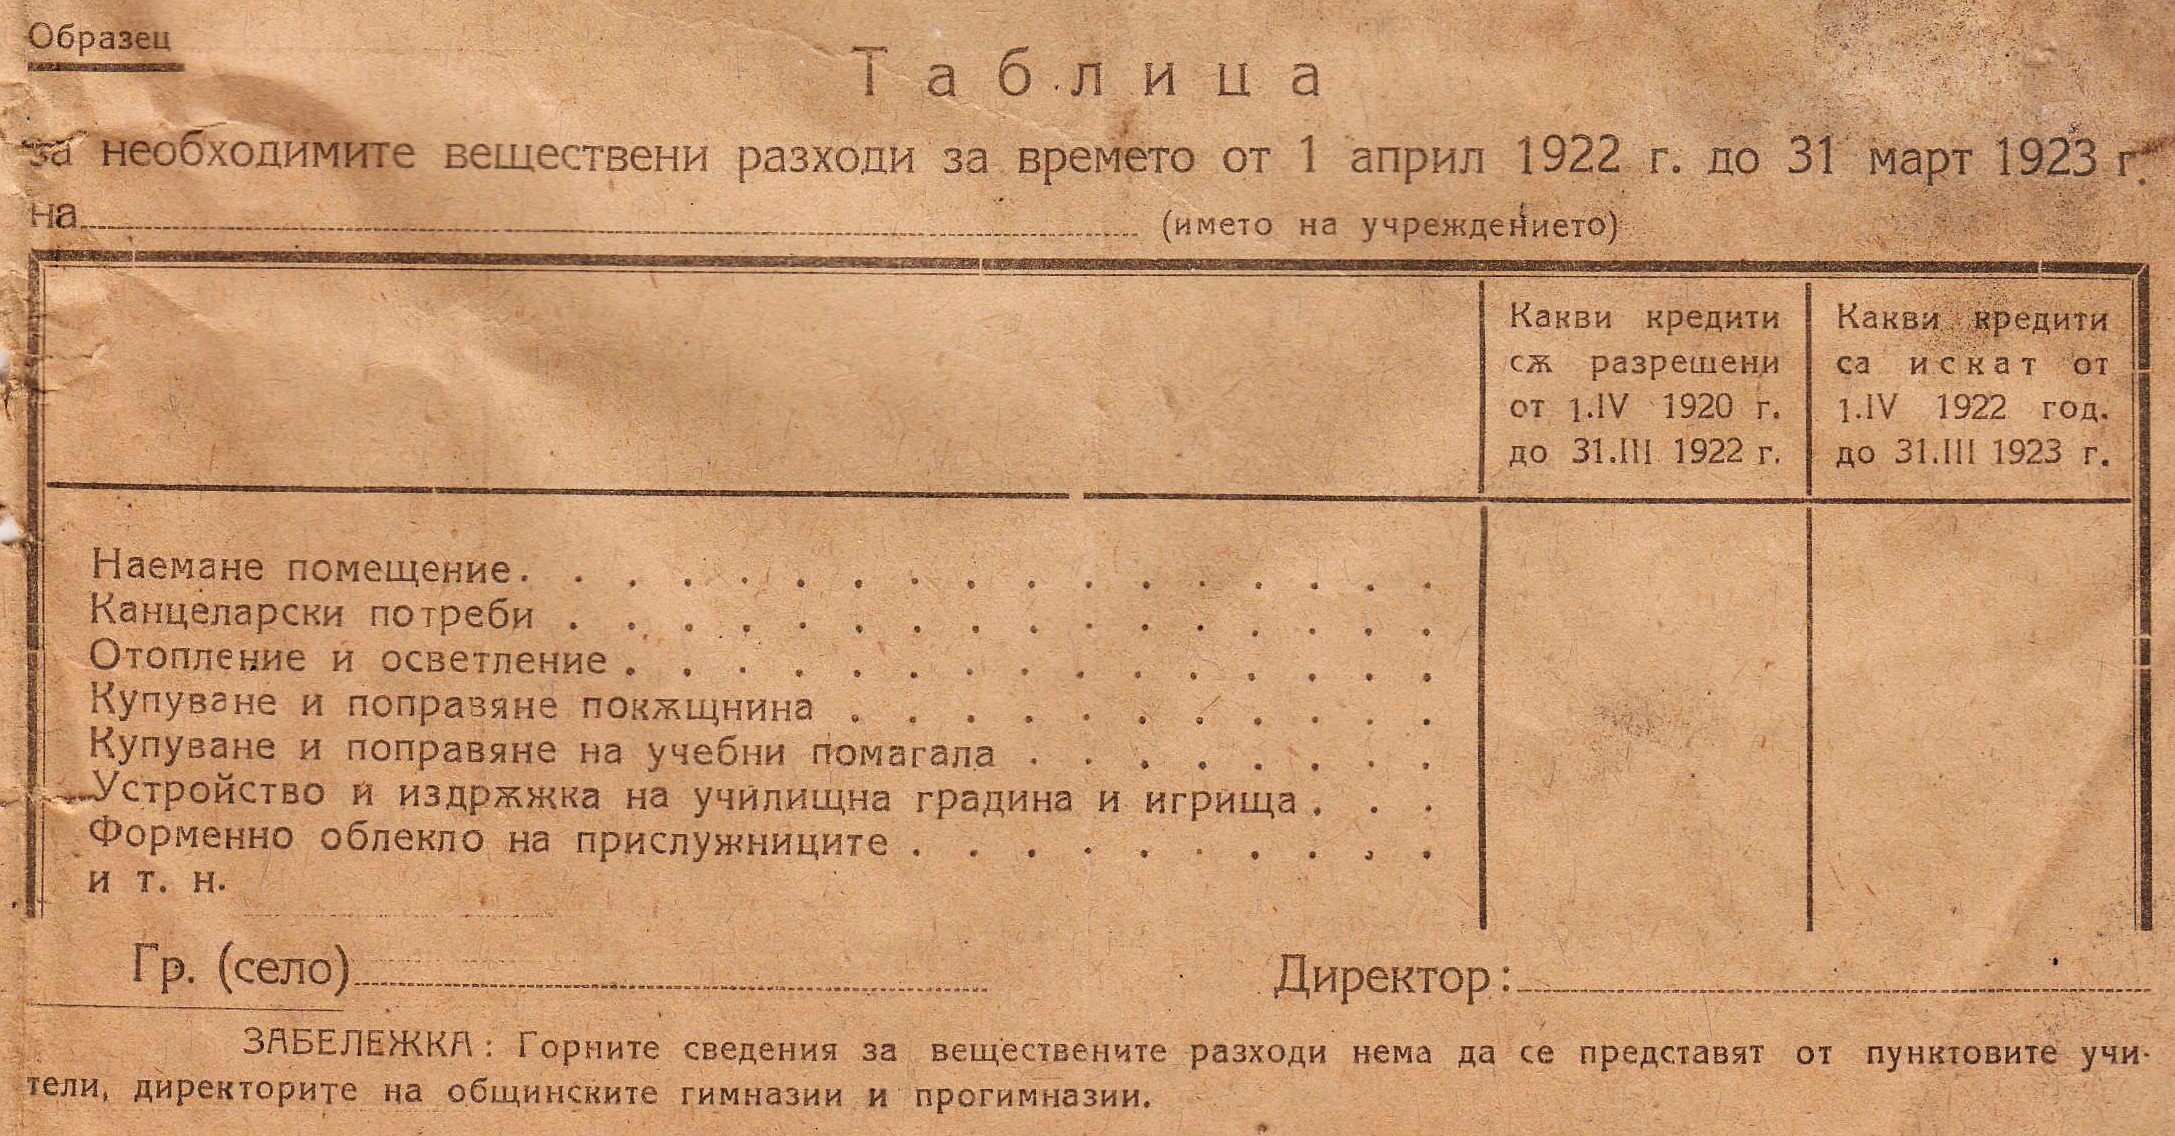 Образец
Таблица
за необходимите веществени разходи за времето от 1 април 1922 г. до 31 март 1923 г.
на (името на учреждението)
Какви кредити
сѫ разрешени
от 1.IV 1920 г.
до 31.III 1922 г.
Какви кредити
са искат от
1.IV 1922 год.
до 31.III 1923 г.
Наемане помещение. . . . . . . . . . . . . . . . .
Канцеларски потреби . . . . . . . . . . . . . . . .
Отопление и осветление . . . . . . . . . . . . . . .
Купуване и поправяне покѫщнина . . . . . . . . . . .
Купуване и поправяне на учебни помагала . . . . . . . .
Устройство и издрѫжка на училищна градина и игрища . . .
Форменно облекло на прислужниците . . . . . . . . . .
и т. н.
Гр. (село)
Директор:
ЗАБЕЛЕЖКА: Горните сведения за веществените разходи нема да се представят от пунктовите учи-
тели, директорите на общинските гимназии и прогимназии.